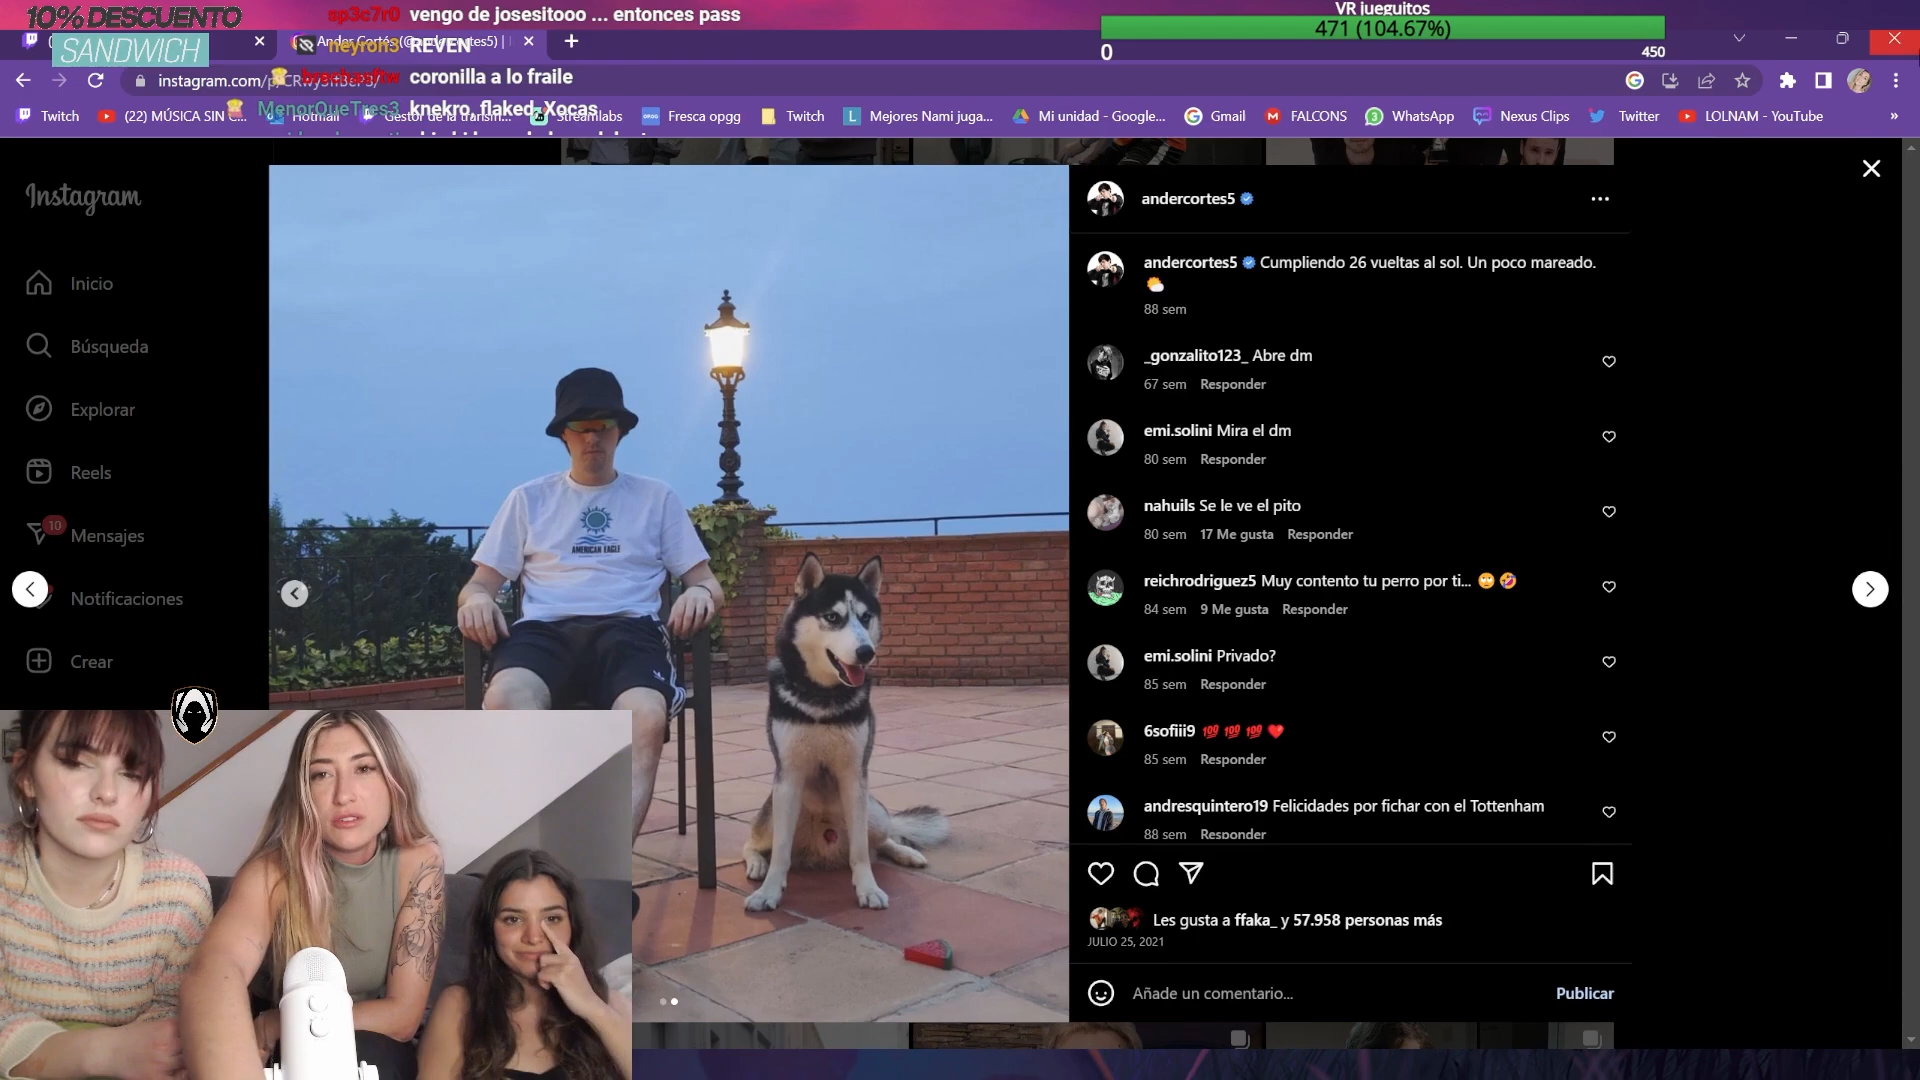 10% DESCUENTO
SANDWICH
sp3c7r0 vengo de josesitooo ... entonces pass
neyron3 REVEN
coronilla a lo fraile
MenorQueTres3 knekro, flaked, Xocas
VR jueguitos
471 (104.67%)
0
450
instagram.com/p/
Twitch
(22) MÚSICA SIN C...
Hotmail
Gestor de la transm...
Streamlabs
Fresca opgg
Twitch
Mejores Nami juga...
Mi unidad - Google...
Gmail
FALCONS
WhatsApp
Nexus Clips
Twitter
LOLNAM - YouTube
»
Instagram
Inicio
Búsqueda
Explorar
Reels
10
Mensajes
Notificaciones
Crear
AMERICAN EAGLE
andercortes5
andercortes5 Cumpliendo 26 vueltas al sol. Un poco mareado.
88 sem
_gonzalito123_ Abre dm
67 sem Responder
emi.solini Mira el dm
80 sem Responder
nahuils Se le ve el pito
80 sem 17 Me gusta Responder
reichrodriguez5 Muy contento tu perro por ti... 🙄 🤣
84 sem 9 Me gusta Responder
emi.solini Privado?
85 sem Responder
6sofiii9 💯 💯 💯 ❤️
85 sem Responder
andresquintero19 Felicidades por fichar con el Tottenham
88 sem Responder
Les gusta a ffaka_ y 57.958 personas más
JULIO 25, 2021
Añade un comentario...
Publicar